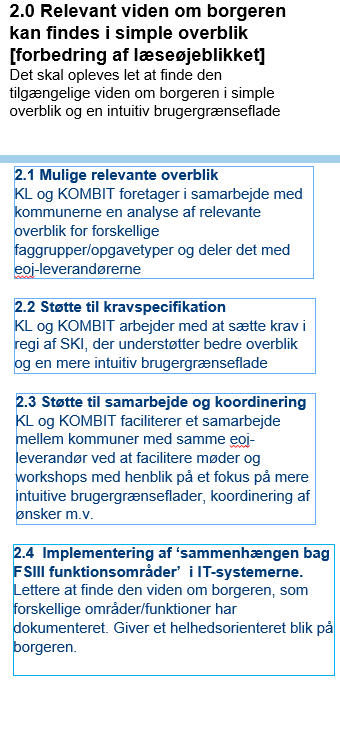 2.0 Relevant viden om borgeren
kan findes i simple overblik
[forbedring af læseøjeblikket]
Det skal opleves let at finde den
tilgængelige viden om borgeren i simple
overblik og en intuitiv brugergrænseflade
2.1 Mulige relevante overblik
KL og KOMBIT foretager i samarbejde med
kommunerne en analyse af relevante
overblik for forskellige
faggrupper/opgavetyper og deler det med
eoj-leverandørerne
2.2 Støtte til kravspecifikation
KL og KOMBIT arbejder med at sætte krav i
regi af SKI, der understøtter bedre overblik
og en mere intuitiv brugergrænseflade
2.3 Støtte til samarbejde og koordinering
KL og KOMBIT faciliterer et samarbejde
mellem kommuner med samme eoj-
leverandør ved at facilitere møder og
workshops med henblik på et fokus på mere
intuitive brugergrænseflader, koordinering af
ønsker m.v.
2.4 Implementering af ‘sammenhængen bag
FSIII funktionsområder’ i IT-systemerne.
Lettere at finde den viden om borgeren, som
forskellige områder/funktioner har
dokumenteret. Giver et helhedsorienteret blik på
borgeren.